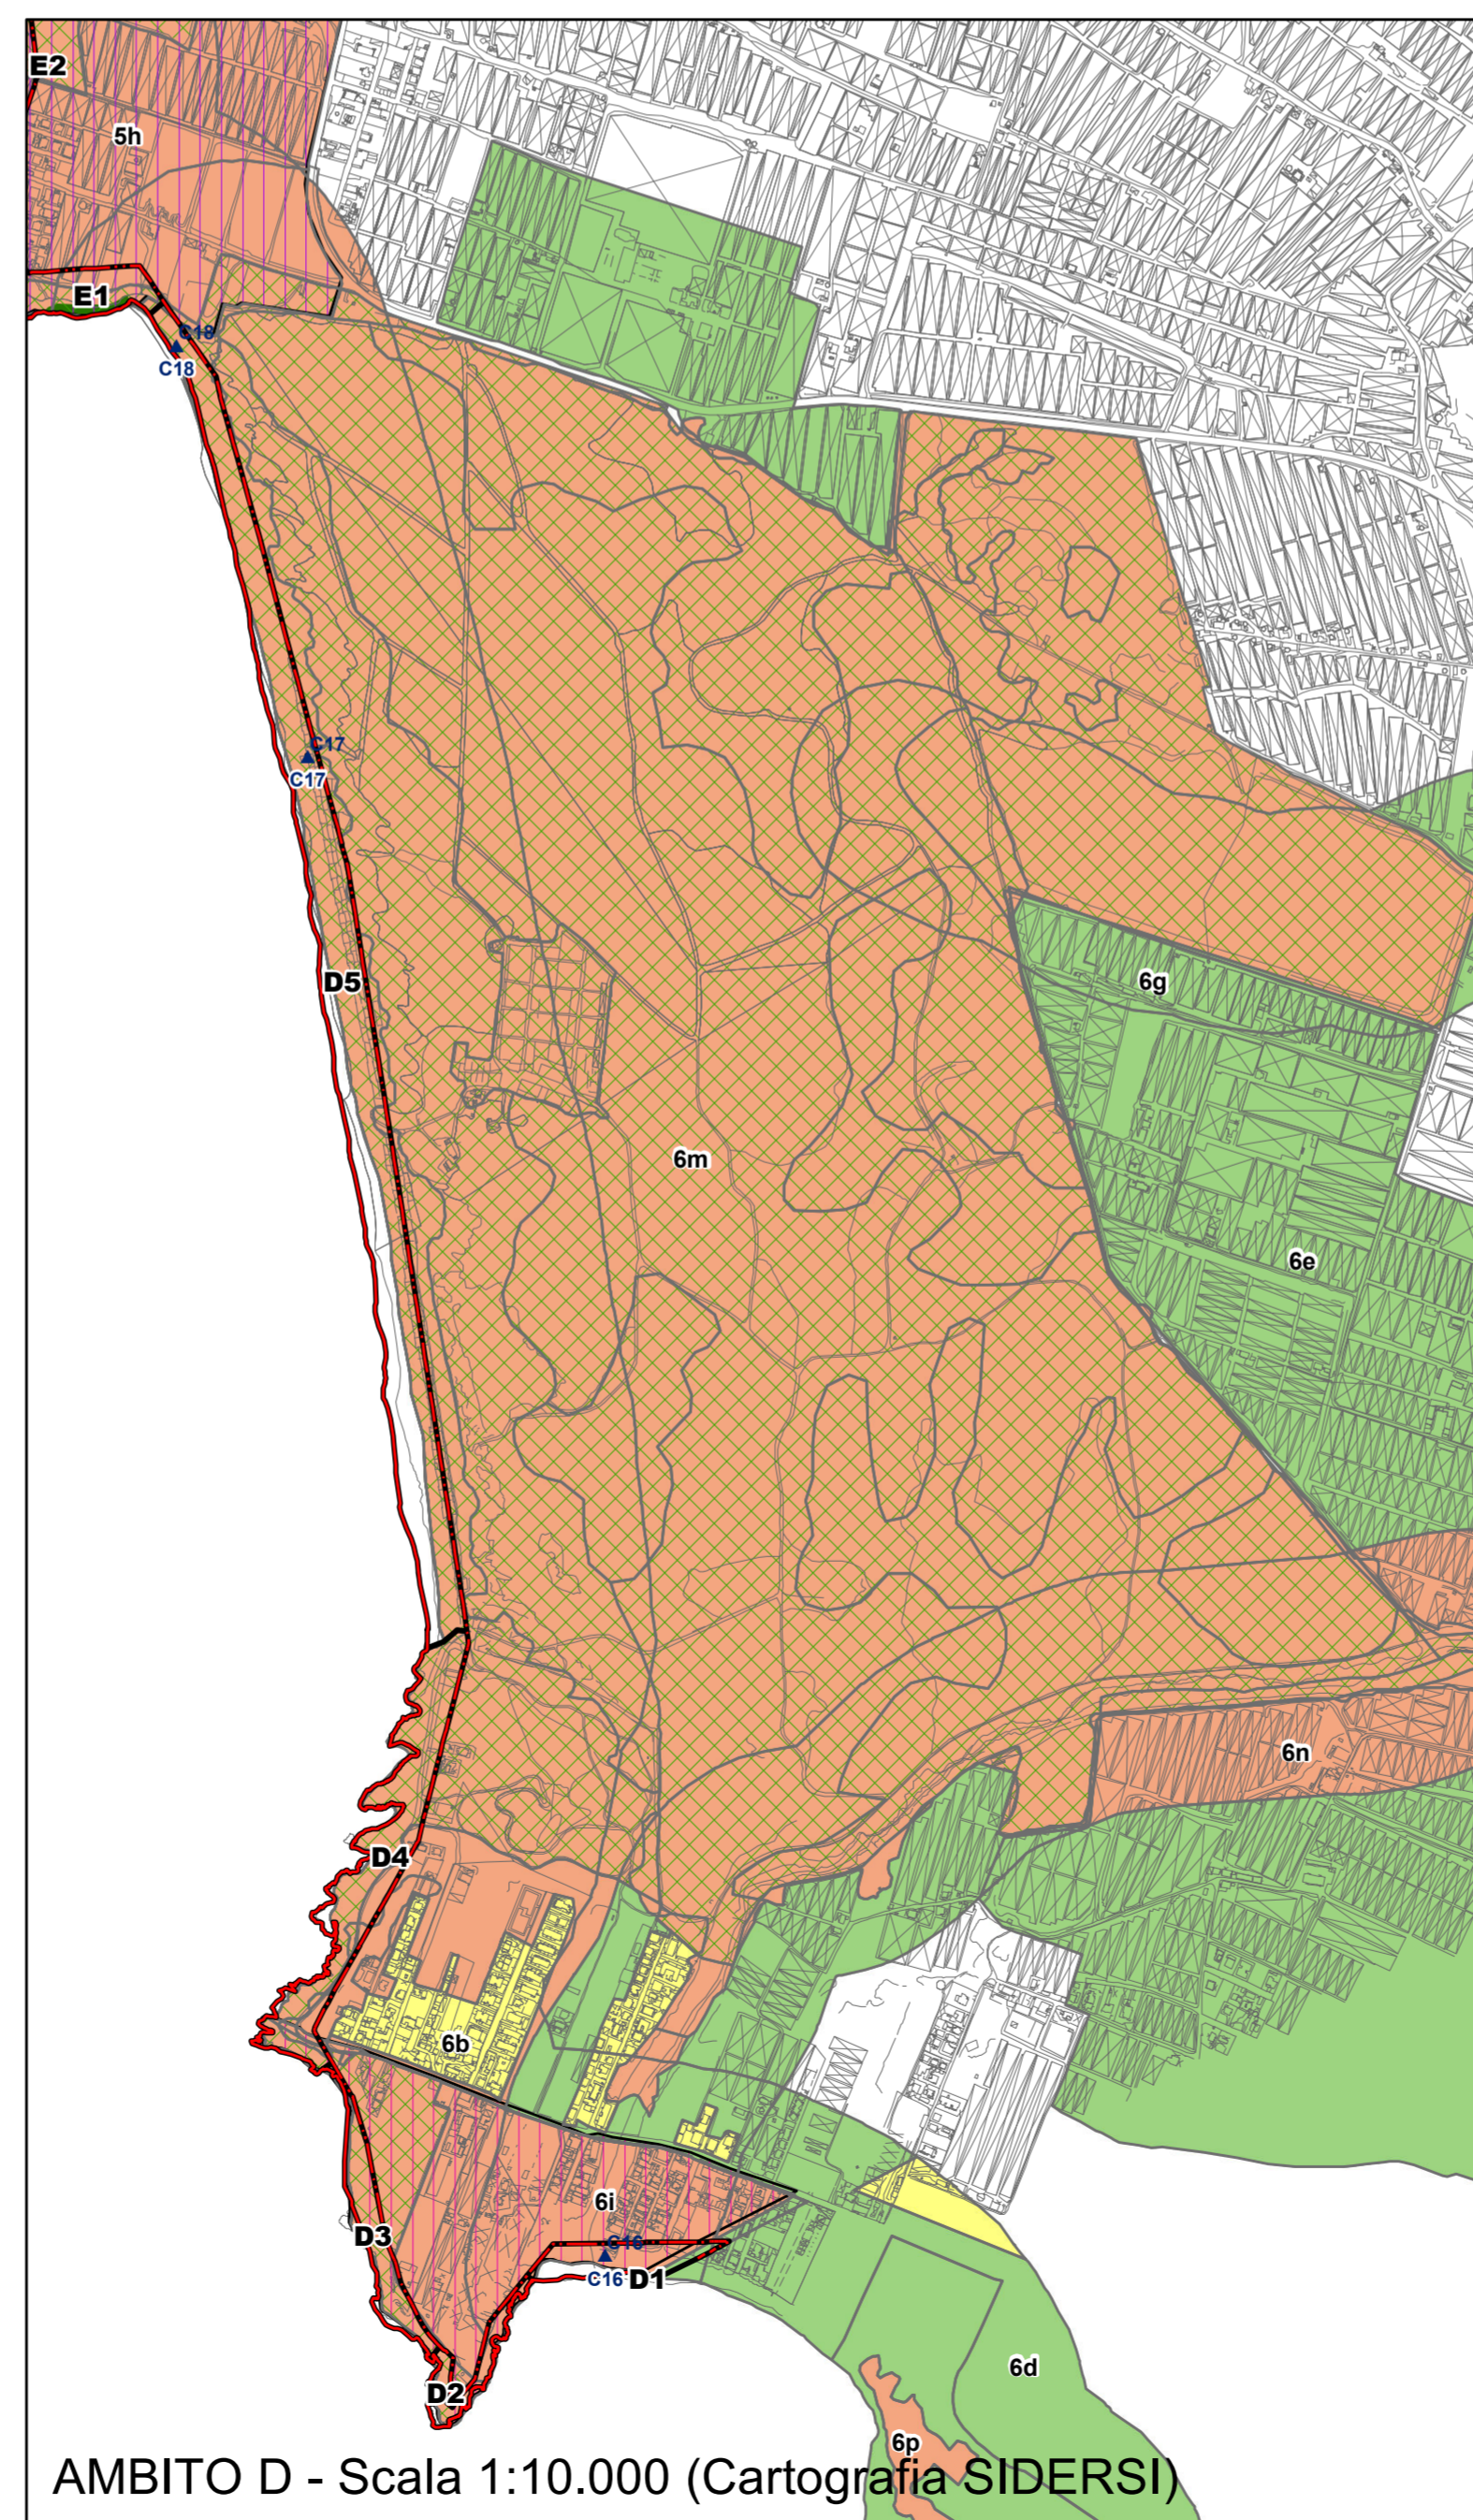 E2
5h
E1
C18
C18
C17
C17
D5
6g
6m
6e
6n
D4
6b
6i
D3
C16
C16 D1
6d
D2
6p
AMBITO D - Scala 1:10.000 (Cartografia SIDERSI)